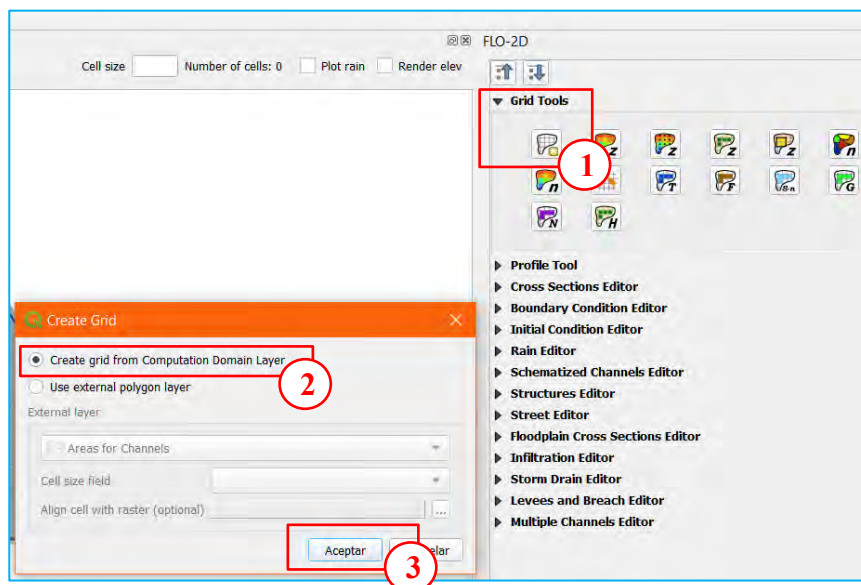 FLO-2D
Cell size Number of cells: 0 Plot rain Render elev
Grid Tools
1
z z z z n
n T F G
N H
Profile Tool
Cross Sections Editor
Boundary Condition Editor
Initial Condition Editor
Rain Editor
Schematized Channels Editor
Structures Editor
Street Editor
Floodplain Cross Sections Editor
Infiltration Editor
Storm Drain Editor
Levees and Breach Editor
Multiple Channels Editor
Create Grid
Create grid from Computation Domain Layer
2
Use external polygon layer
External layer
Areas for Channels
Cell size field
Align cell with raster (optional) ...
Aceptar elar
3